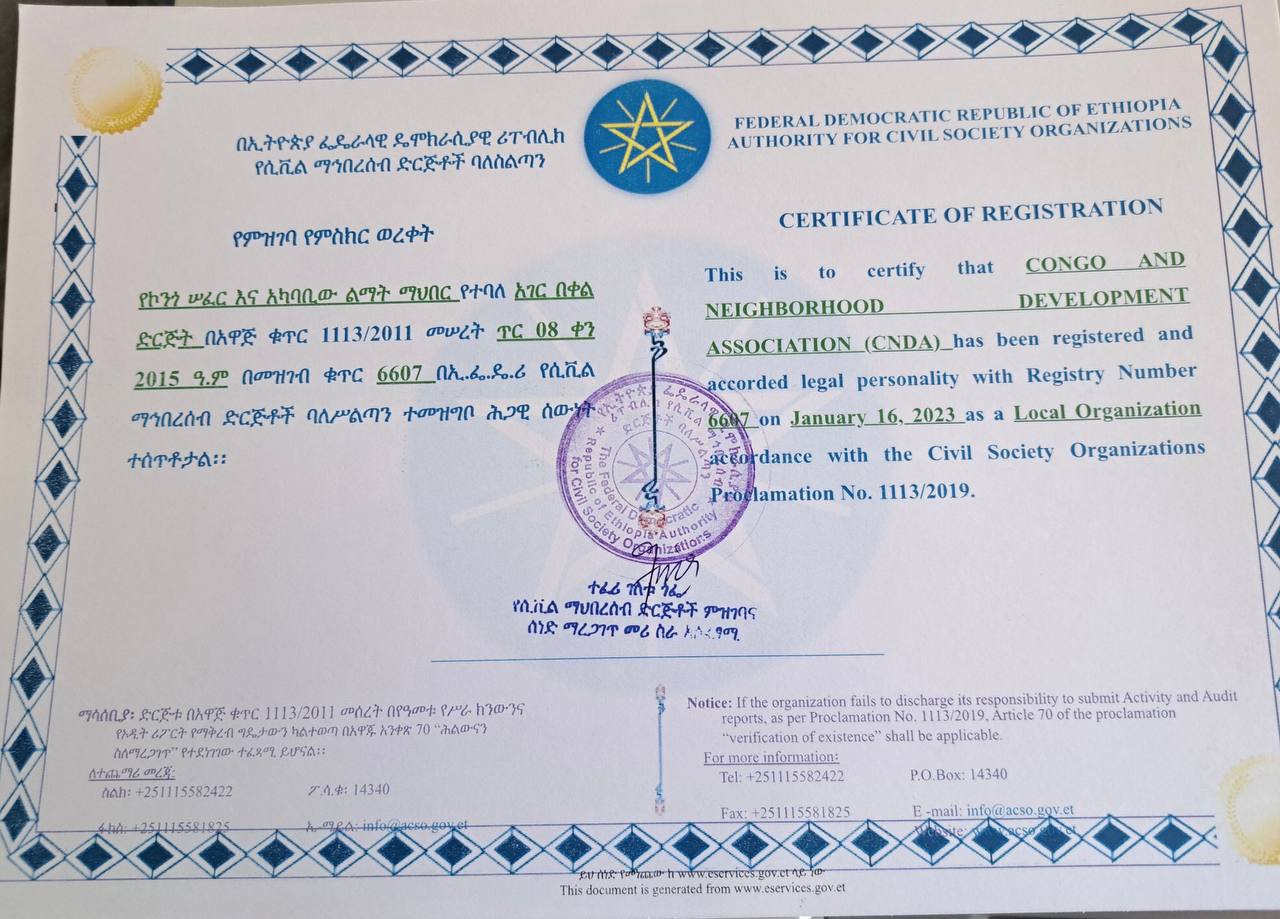 በኢትዮጵያ ፌዴራላዊ ዴሞክራሲያዊ ሪፐብሊክ
የሲቪል ማኅበረሰብ ድርጅቶች ባለስልጣን
FEDERAL DEMOCRATIC REPUBLIC OF ETHIOPIA
AUTHORITY FOR CIVIL SOCIETY ORGANIZATIONS
የምዝገባ የምስክር ወረቀት
የኮንጎ ሠፈር እና አካባቢው ልማት ማህበር የተባለ አገር በቀል
ድርጅት በአዋጅ ቁጥር 1113/2011 መሠረት ጥር 08 ቀን
2015 ዓ.ም በመዝገብ ቁጥር 6607 በኢ.ፌ.ዴ.ሪ የሲቪል
ማኅበረሰብ ድርጅቶች ባለሥልጣን ተመዝግቦ ሕጋዊ ሰውነት
ተሰጥቶታል፡፡
CERTIFICATE OF REGISTRATION
This is to certify that CONGO AND
NEIGHBORHOOD DEVELOPMENT
ASSOCIATION (CNDA) has been registered and
accorded legal personality with Registry Number
6607 on January 16, 2023 as a Local Organization
accordance with the Civil Society Organizations
Proclamation No. 1113/2019.
The Federal Democratic
Republic of Ethiopia Authority
for Civil Society Organizations
ተፈሪ
የሲቪል ማህበረሰብ ድርጅቶች ምዝገባና
ሰነድ ማረጋገጥ መሪ ስራ
ማሳሰቢያ፡ ድርጅቱ በአዋጅ ቁጥር 1113/2011 መሰረት በየዓመቱ የሥራ ክንውንና
የኦዲት ሪፖርት የማቅረብ ግዴታውን ካልተወጣ በአዋጁ አንቀጽ 70 “ሕልውናን
ስለማረጋገጥ” የተደነገገው ተፈጻሚ ይሆናል፡፡
ለተጨማሪ መረጃ:
ስልክ: +251115582422 ፖ.ሳ.ቁ: 14340
ፋክስ: +251115581825 ኢ-ሜይል: info@acso.gov.et
Notice: If the organization fails to discharge its responsibility to submit Activity and Audit
reports, as per Proclamation No. 1113/2019, Article 70 of the proclamation
“verification of existence” shall be applicable.
For more information:
Tel: +251115582422 P.O.Box: 14340
Fax: +251115581825 E -mail: info@acso.gov.et
Website: www.acso.gov.et
ይህ ሰነድ የመነጨው ከ www.eservices.gov.et ላይ ነው
This document is generated from www.eservices.gov.et